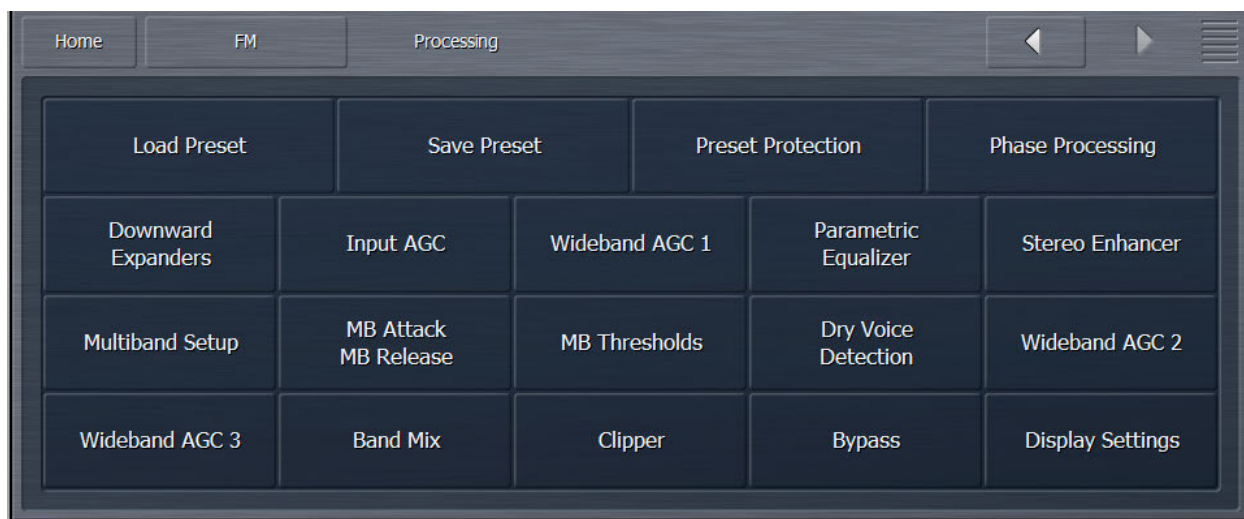 Home FM Processing
Load Preset Save Preset Preset Protection Phase Processing
Downward Expanders Input AGC Wideband AGC 1 Parametric Equalizer Stereo Enhancer
Multiband Setup MB Attack MB Release MB Thresholds Dry Voice Detection Wideband AGC 2
Wideband AGC 3 Band Mix Clipper Bypass Display Settings